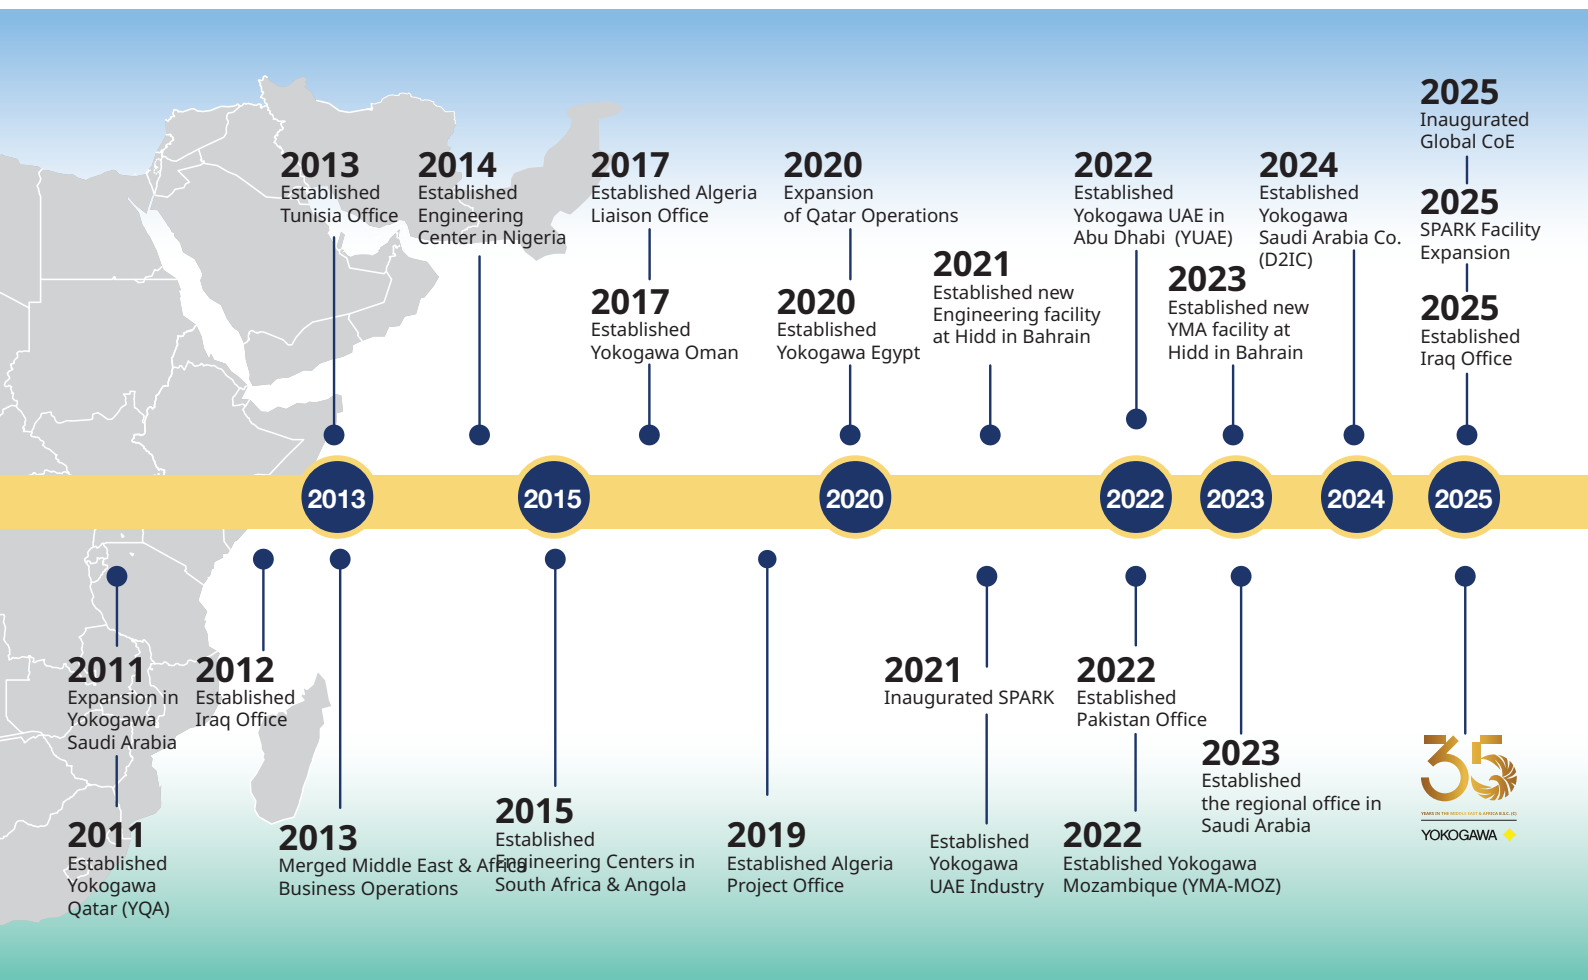 2013
Established
Tunisia Office
2014
Established
Engineering
Center in Nigeria
2017
Established Algeria
Liaison Office
2017
Established
Yokogawa Oman
2020
Expansion
of Qatar Operations
2020
Established
Yokogawa Egypt
2021
Established new
Engineering facility
at Hidd in Bahrain
2022
Established
Yokogawa UAE in
Abu Dhabi (YUAE)
2023
Established new
YMA facility at
Hidd in Bahrain
2024
Established
Yokogawa
Saudi Arabia Co.
(D2IC)
2025
Inaugurated
Global CoE
2025
SPARK Facility
Expansion
2025
Established
Iraq Office
2013
2015
2020
2022
2023
2024
2025
2011
Expansion in
Yokogawa
Saudi Arabia
2011
Established
Yokogawa
Qatar (YQA)
2012
Established
Iraq Office
2013
Merged Middle East & Africa
Business Operations
2015
Established
Engineering Centers in
South Africa & Angola
2019
Established Algeria
Project Office
2021
Inaugurated SPARK
Established
Yokogawa
UAE Industry
2022
Established
Pakistan Office
2022
Established Yokogawa
Mozambique (YMA-MOZ)
2023
Established
the regional office in
Saudi Arabia
35
YEARS IN THE MIDDLE EAST & AFRICA B.S.C. (C)
YOKOGAWA